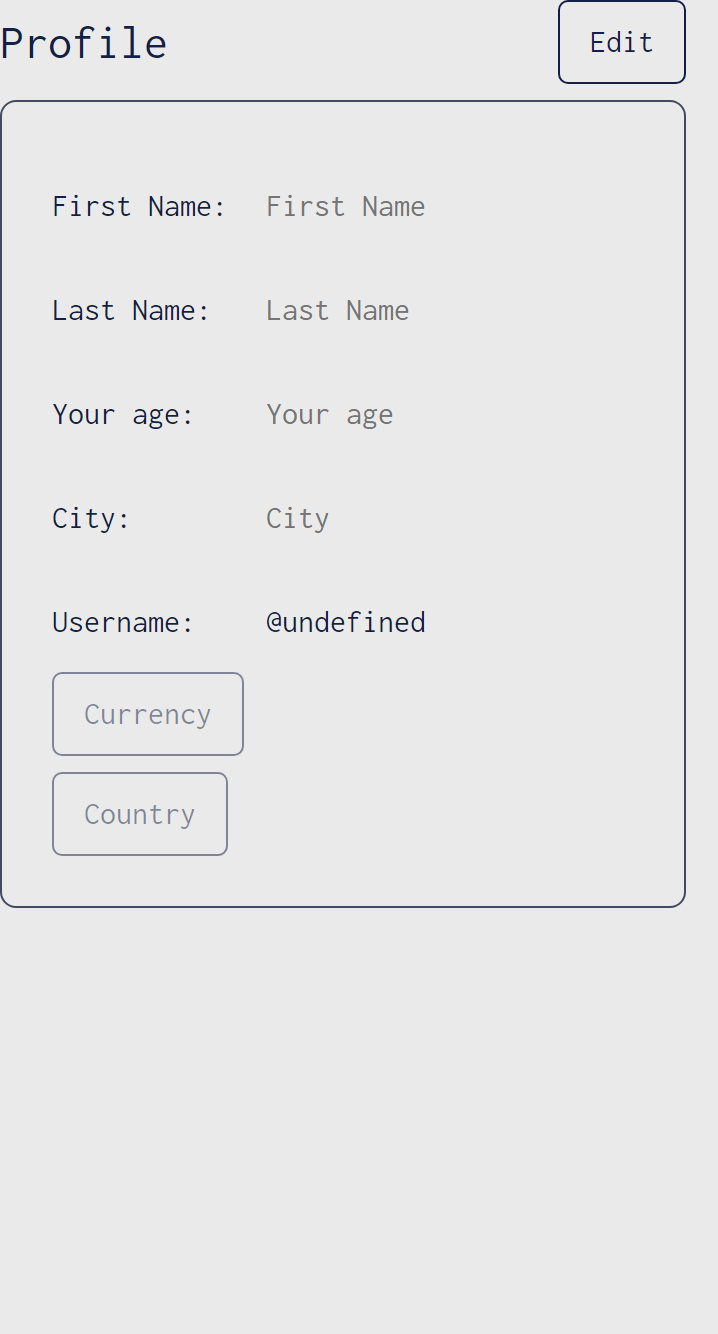 Profile
Edit
First Name: First Name
Last Name: Last Name
Your age: Your age
City: City
Username: @undefined
Currency
Country